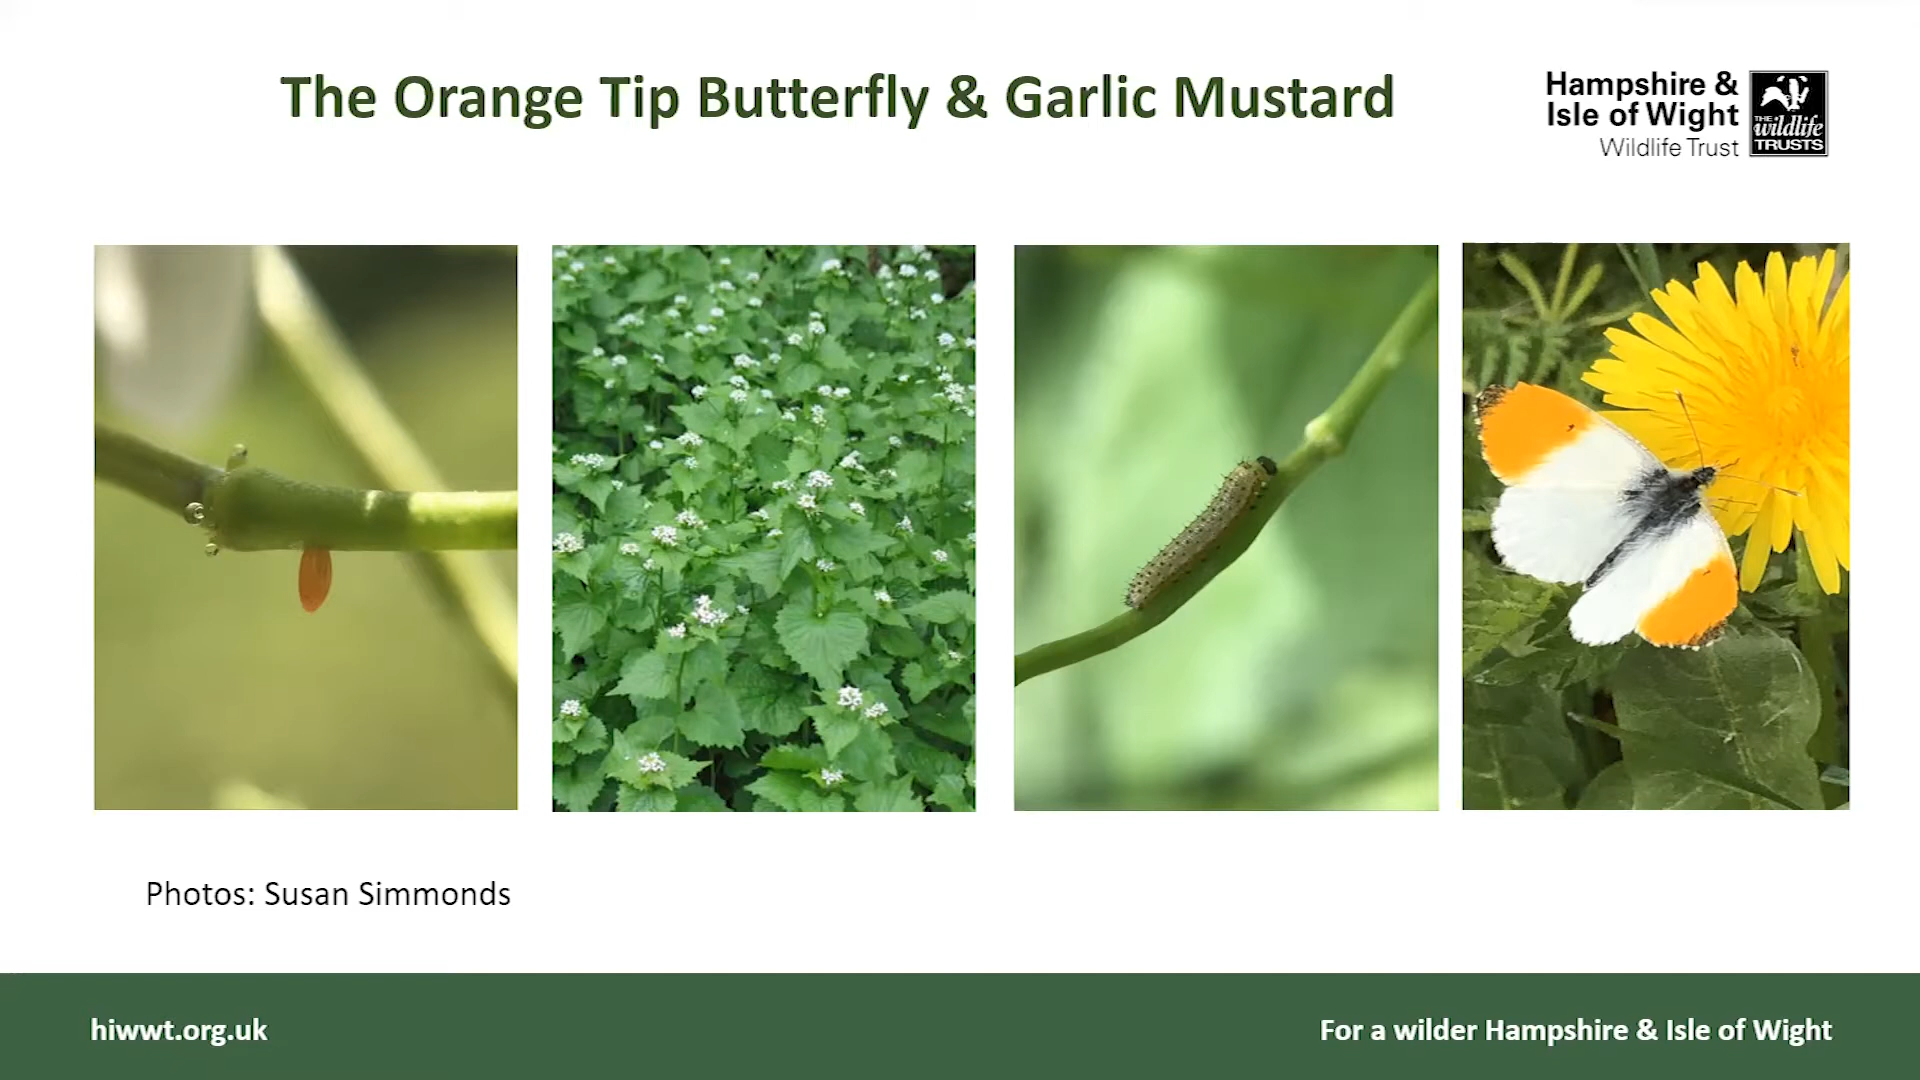 The Orange Tip Butterfly & Garlic Mustard
Hampshire &
Isle of Wight
Wildlife Trust
THE
wildlife
TRUSTS
Photos: Susan Simmonds
hiwwt.org.uk
For a wilder Hampshire & Isle of Wight